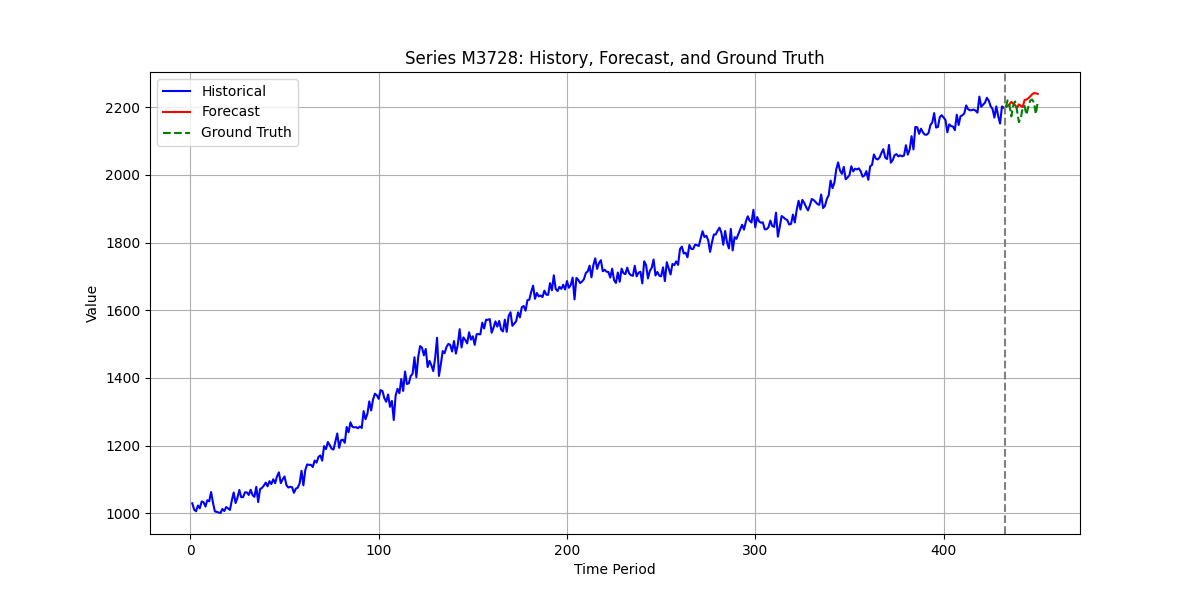 Series M3728: History, Forecast, and Ground Truth
Historical
Forecast
Ground Truth
2200
2000
1800
1600
1400
1200
1000
Value
0 100 200 300 400
Time Period